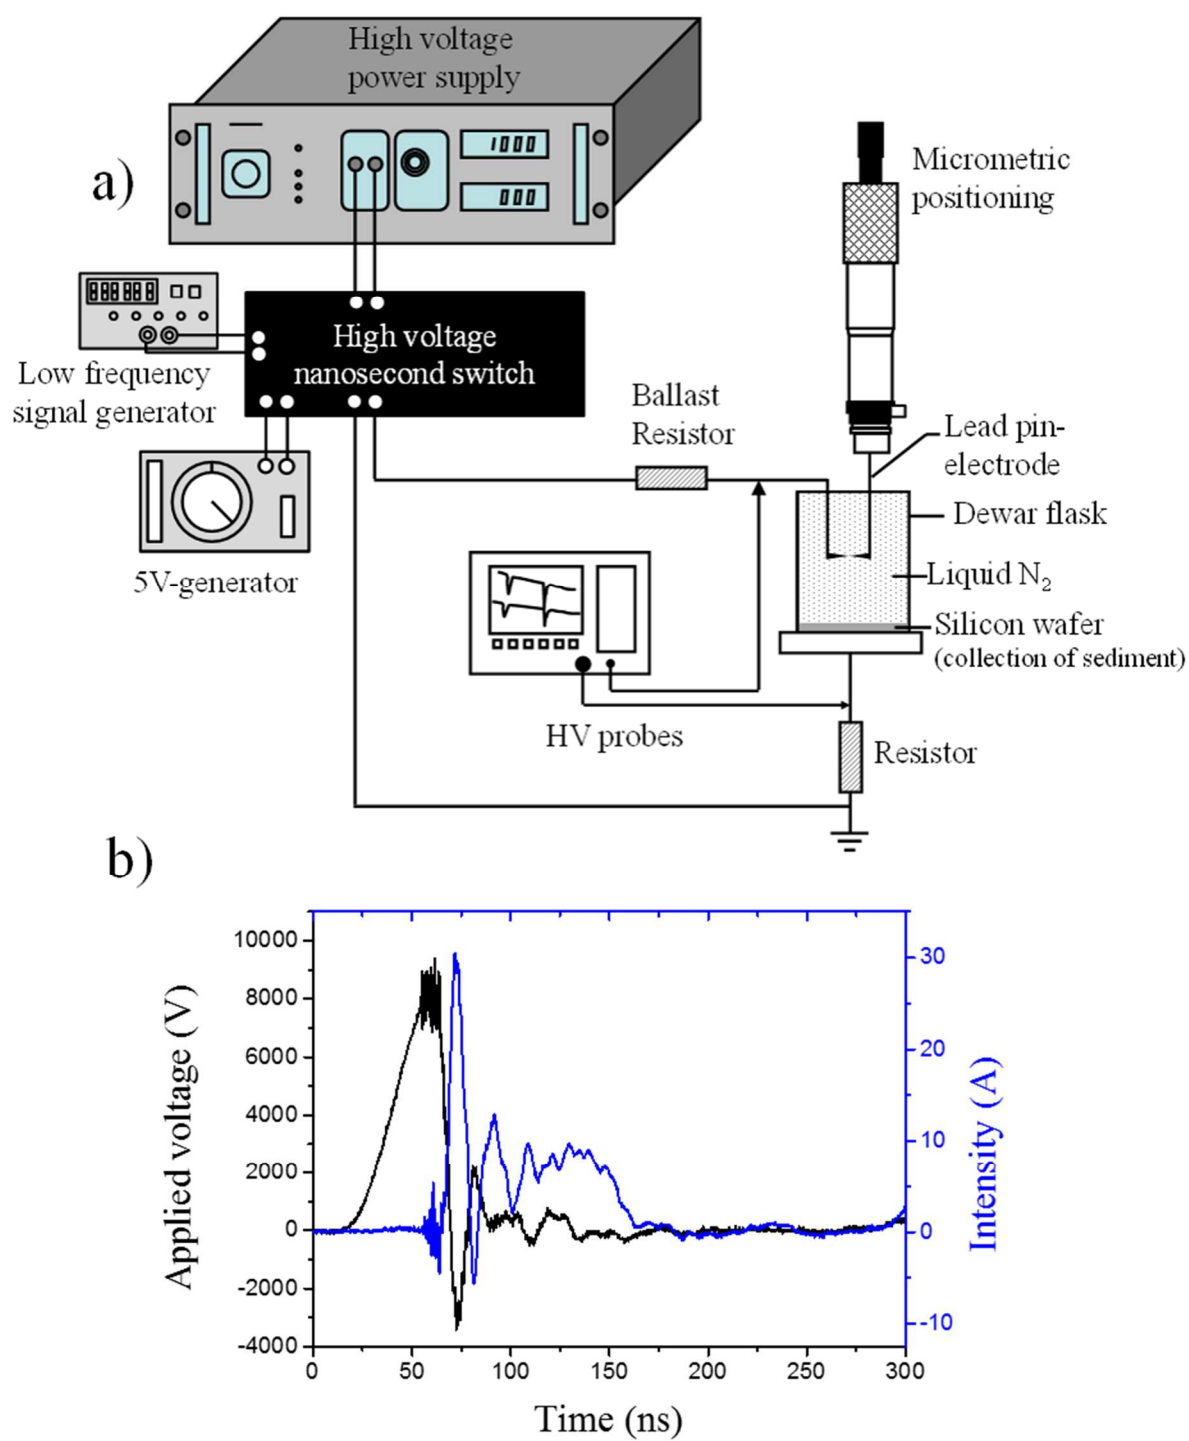 High voltage
power supply
a)
1000
000
Micrometric
positioning
High voltage
nanosecond switch
Low frequency
signal generator
Ballast
Resistor
Lead pin-
electrode
Dewar flask
5V-generator
Liquid N₂
Silicon wafer
(collection of sediment)
HV probes
Resistor
b)
Applied voltage (V)
10000
8000
6000
4000
2000
0
-2000
-4000
30
20
10
0
-10
Intensity (A)
0 50 100 150 200 250 300
Time (ns)